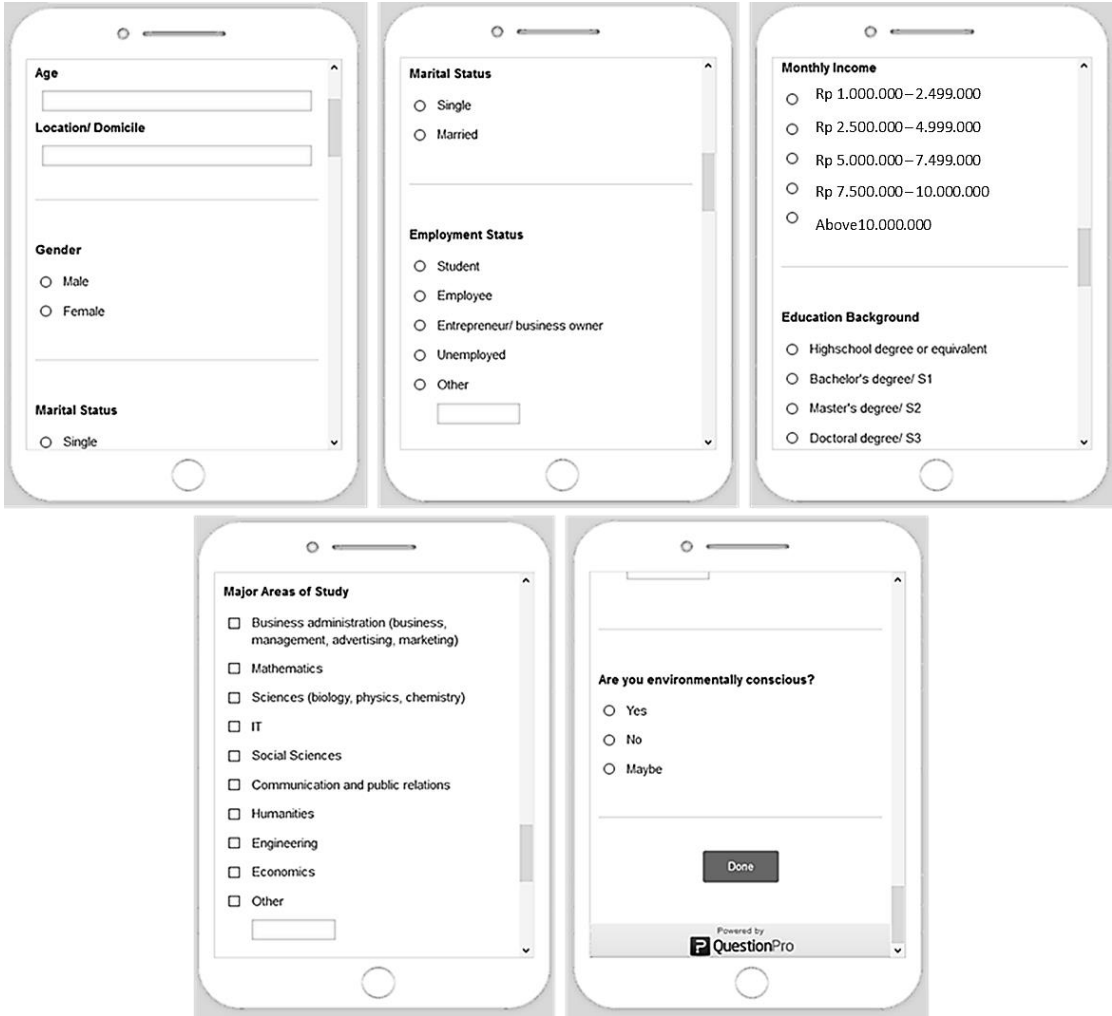 Age
Location/ Domicile
Gender
Male
Female
Marital Status
Single
Marital Status
Single
Married
Employment Status
Student
Employee
Entrepreneur/ business owner
Unemployed
Other
Monthly Income
Rp 1.000.000 – 2.499.000
Rp 2.500.000 – 4.999.000
Rp 5.000.000 – 7.499.000
Rp 7.500.000 – 10.000.000
Above10.000.000
Education Background
Highschool degree or equivalent
Bachelor's degree/ S1
Master's degree/ S2
Doctoral degree/ S3
Major Areas of Study
Business administration (business,
management, advertising, marketing)
Mathematics
Sciences (biology, physics, chemistry)
IT
Social Sciences
Communication and public relations
Humanities
Engineering
Economics
Other
Are you environmentally conscious?
Yes
No
Maybe
Done
Powered by
QuestionPro